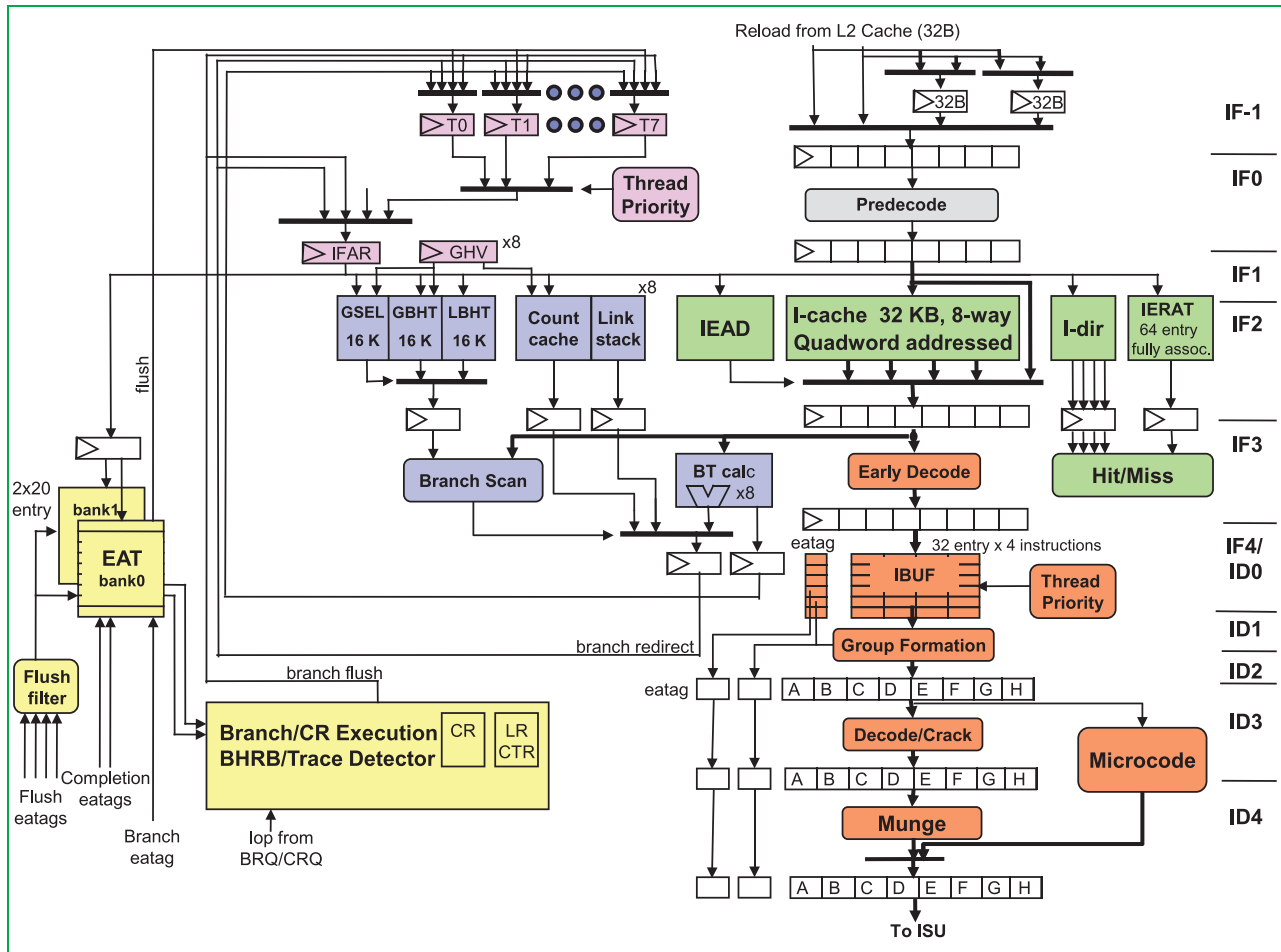 Reload from L2 Cache (32B)
32B
32B
IF-1
T0
T1
T7
IF0
Thread
Priority
Predecode
IFAR
GHV
x8
IF1
GSEL
16 K
GBHT
16 K
LBHT
16 K
Count
cache
Link
stack
x8
IEAD
I-cache 32 KB, 8-way
Quadword addressed
I-dir
IERAT
64 entry
fully assoc.
IF2
flush
IF3
Branch Scan
BT calc
x8
Early Decode
Hit/Miss
2x20
entry
bank1
EAT
bank0
eatag
32 entry x 4 instructions
IBUF
Thread
Priority
IF4/
ID0
ID1
branch redirect
Group Formation
Flush
filter
branch flush
ID2
eatag
A B C D E F G H
Branch/CR Execution
BHRB/Trace Detector
CR
LR
CTR
Decode/Crack
Microcode
ID3
A B C D E F G H
Completion
eatags
Flush
eatags
Branch
eatag
Iop from
BRQ/CRQ
Munge
ID4
A B C D E F G H
To ISU